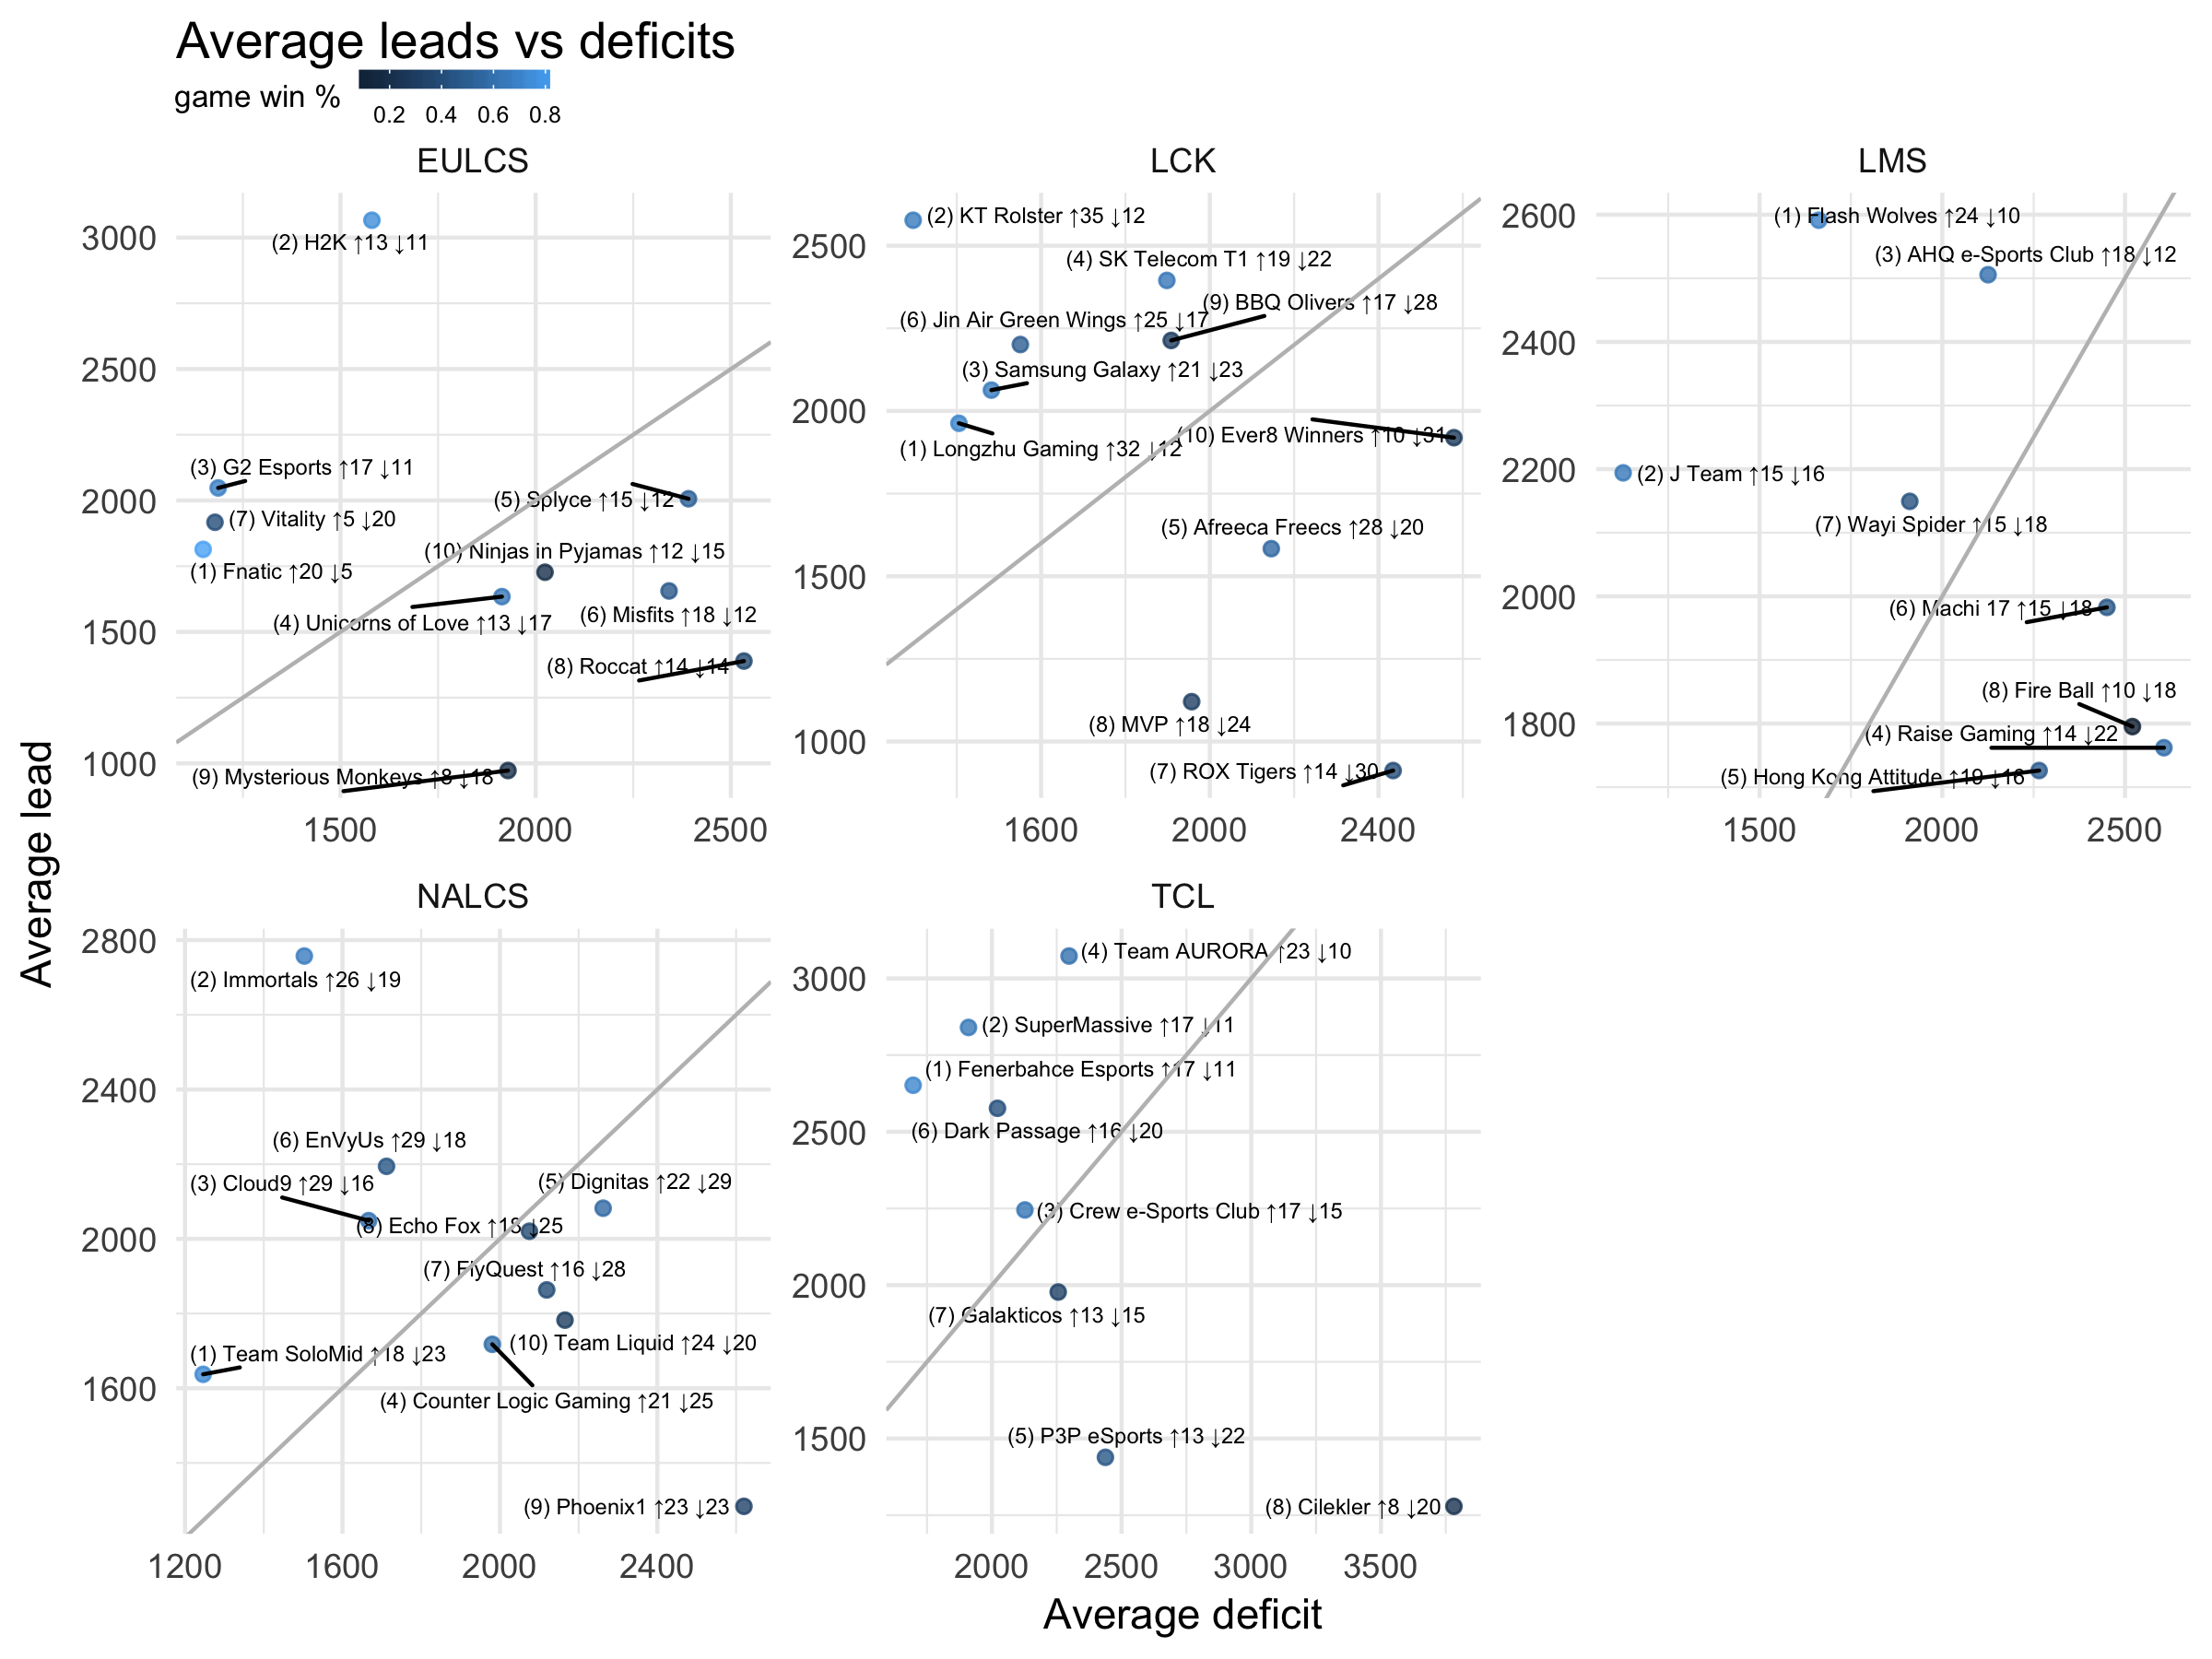 Average leads vs deficits
game win %
0.2 0.4 0.6 0.8
EULCS
3000
2500
2000
1500
1000
(2) H2K ↑13 ↓11
(3) G2 Esports ↑17 ↓11
(5) Splyce ↑15 ↓12
(7) Vitality ↑5 ↓20
(10) Ninjas in Pyjamas ↑12 ↓15
(1) Fnatic ↑20 ↓5
(6) Misfits ↑18 ↓12
(4) Unicorns of Love ↑13 ↓17
(8) Roccat ↑14 ↓14
(9) Mysterious Monkeys ↑8 ↓18
1500 2000 2500
LCK
2500
2000
1500
1000
(2) KT Rolster ↑35 ↓12
(4) SK Telecom T1 ↑19 ↓22
(9) BBQ Olivers ↑17 ↓28
(6) Jin Air Green Wings ↑25 ↓17
(3) Samsung Galaxy ↑21 ↓23
(10) Ever8 Winners ↑10 ↓31
(1) Longzhu Gaming ↑32 ↓12
(5) Afreeca Freecs ↑28 ↓20
(8) MVP ↑18 ↓24
(7) ROX Tigers ↑14 ↓30
1600 2000 2400
LMS
2600
2400
2200
2000
1800
(1) Flash Wolves ↑24 ↓10
(3) AHQ e-Sports Club ↑18 ↓12
(2) J Team ↑15 ↓16
(7) Wayi Spider ↑15 ↓18
(6) Machi 17 ↑15 ↓18
(8) Fire Ball ↑10 ↓18
(4) Raise Gaming ↑14 ↓22
(5) Hong Kong Attitude ↑19 ↓16
1500 2000 2500
Average lead
NALCS
2800
2400
2000
1600
(2) Immortals ↑26 ↓19
(6) EnVyUs ↑29 ↓18
(3) Cloud9 ↑29 ↓16
(5) Dignitas ↑22 ↓29
(8) Echo Fox ↑18 ↓25
(7) FlyQuest ↑16 ↓28
(10) Team Liquid ↑24 ↓20
(1) Team SoloMid ↑18 ↓23
(4) Counter Logic Gaming ↑21 ↓25
(9) Phoenix1 ↑23 ↓23
1200 1600 2000 2400
TCL
3000
2500
2000
1500
(4) Team AURORA ↑23 ↓10
(2) SuperMassive ↑17 ↓11
(1) Fenerbahce Esports ↑17 ↓11
(6) Dark Passage ↑16 ↓20
(3) Crew e-Sports Club ↑17 ↓15
(7) Galakticos ↑13 ↓15
(5) P3P eSports ↑13 ↓22
(8) Cilekler ↑8 ↓20
2000 2500 3000 3500
Average deficit